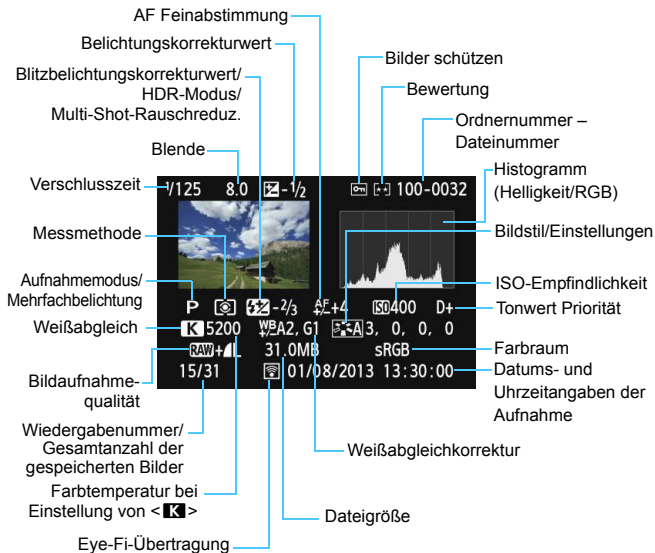 AF Feinabstimmung
Belichtungskorrekturwert
Blitzbelichtungskorrekturwert/
HDR-Modus/
Multi-Shot-Rauschreduz.
Blende
Verschlusszeit
Messmethode
Aufnahmemodus/
Mehrfachbelichtung
Weißabgleich
Bildaufnahme-
qualität
Wiedergabenummer/
Gesamtanzahl der
gespeicherten Bilder
Farbtemperatur bei
Einstellung von <K>
Eye-Fi-Übertragung
Bilder schützen
Bewertung
Ordnernummer –
Dateinummer
Histogramm
(Helligkeit/RGB)
Bildstil/Einstellungen
ISO-Empfindlichkeit
Tonwert Priorität
Farbraum
Datums- und
Uhrzeitangaben der
Aufnahme
Weißabgleichkorrektur
Dateigröße
1/125 8.0 -1/2 100-0032
P -2/3 AF+4 ISO400 D+
K 5200 WB A2, G1 A 3, 0, 0, 0
RAW+L 31.0MB sRGB
15/31 01/08/2013 13:30:00